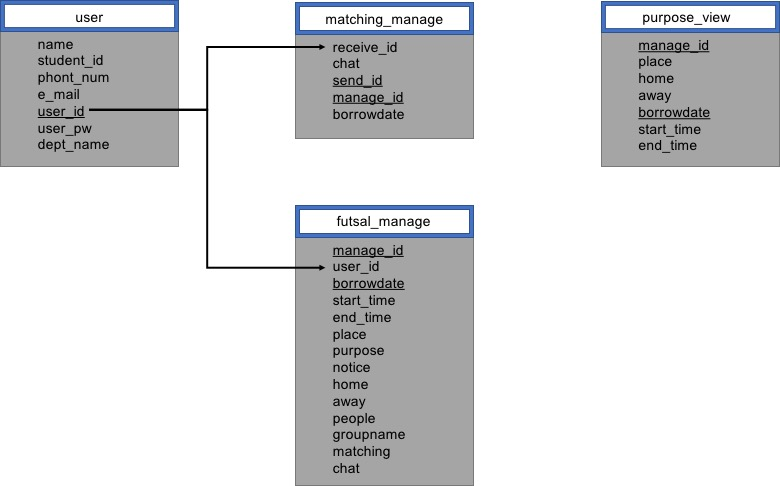 user
name
student_id
phont_num
e_mail
user_id
user_pw
dept_name
matching_manage
receive_id
chat
send_id
manage_id
borrowdate
purpose_view
manage_id
place
home
away
borrowdate
start_time
end_time
futsal_manage
manage_id
user_id
borrowdate
start_time
end_time
place
purpose
notice
home
away
people
groupname
matching
chat